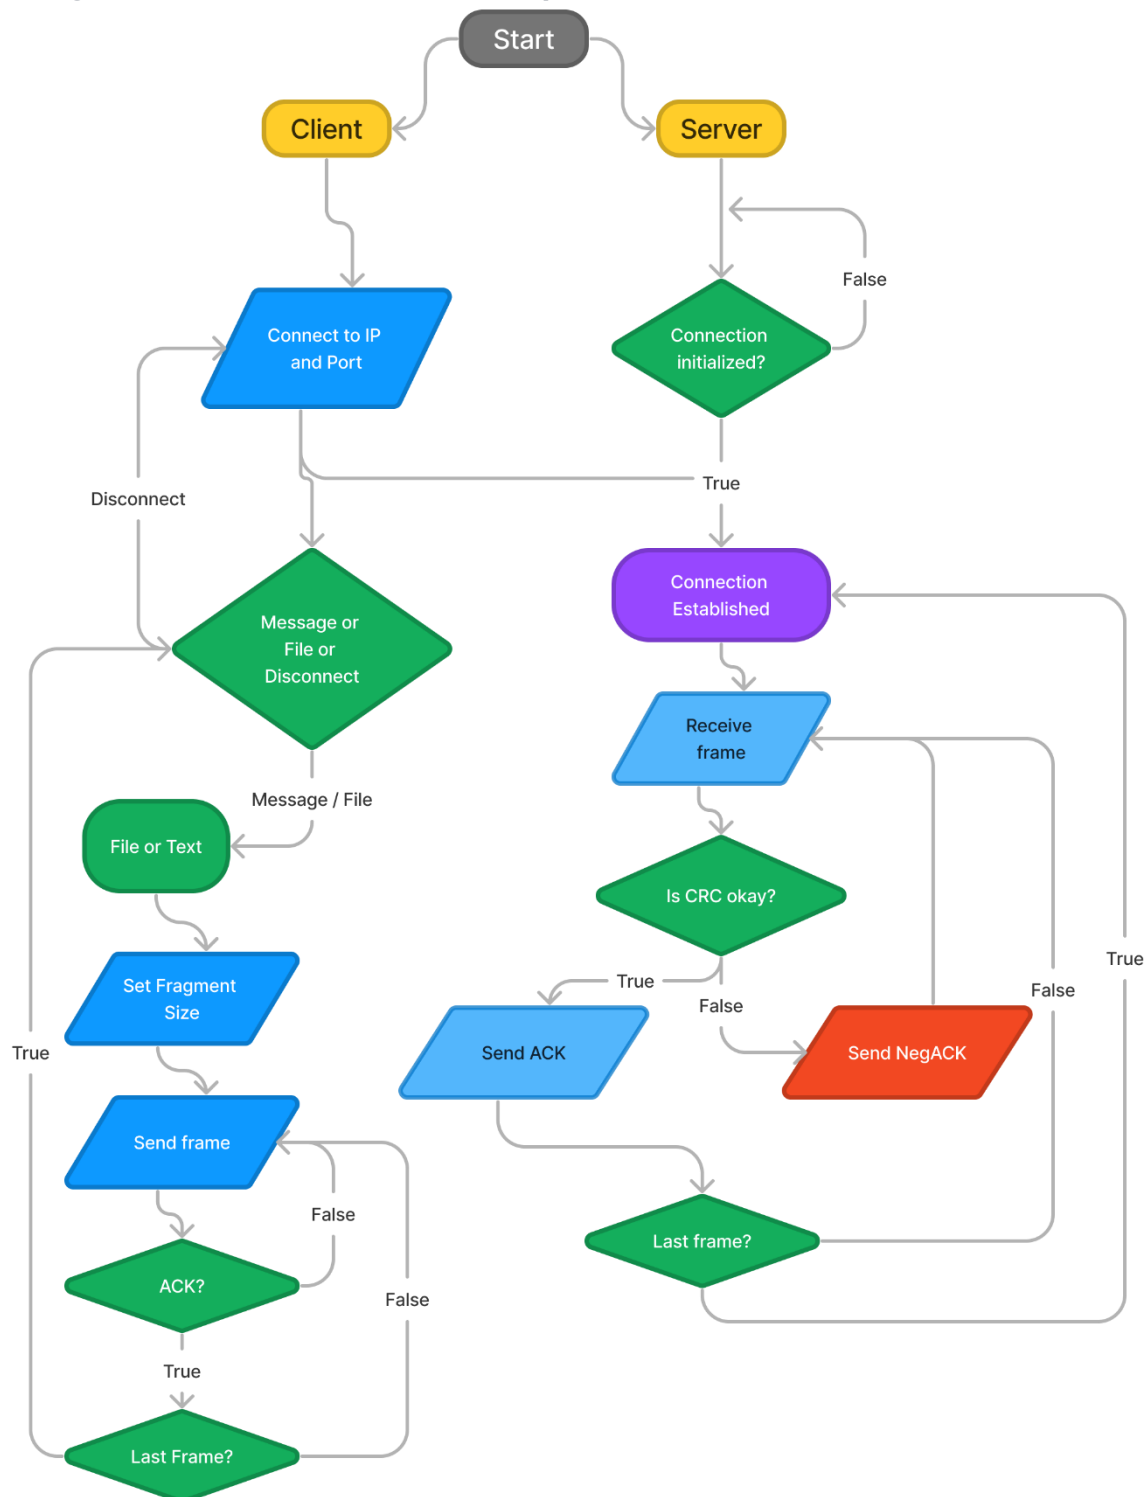 Start
Client
Server
False
Connect to IP
and Port
Connection
initialized?
Disconnect
True
Connection
Established
Message or
File or
Disconnect
Receive
frame
Message / File
File or Text
Is CRC okay?
True
Set Fragment
Size
True
False
False
True
Send ACK
Send NegACK
Send frame
False
Last frame?
ACK?
False
True
Last Frame?